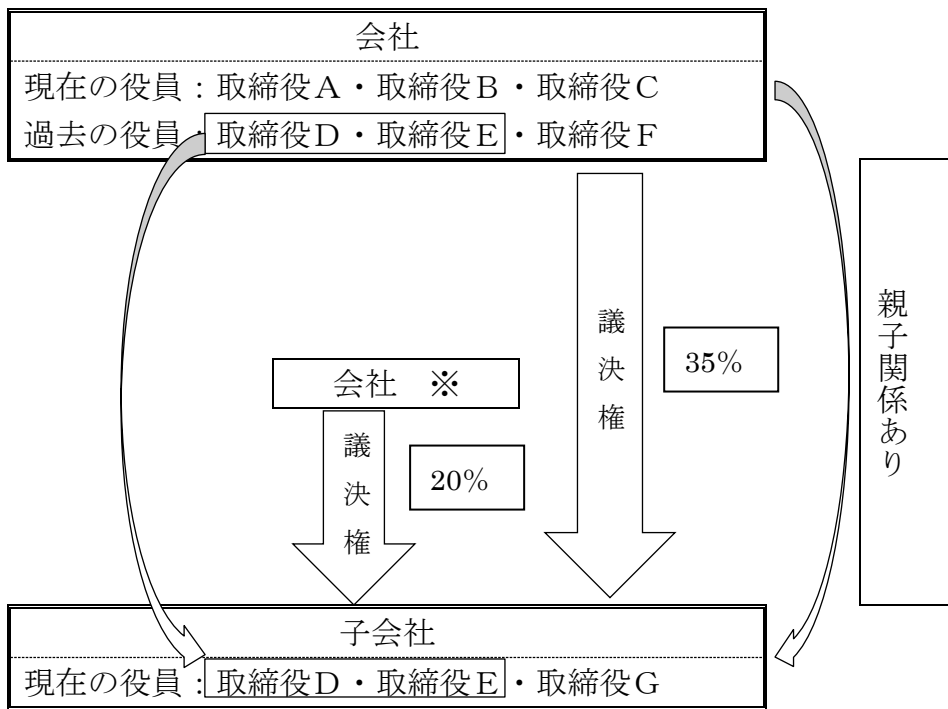 会社
現在の役員：取締役A・取締役B・取締役C
過去の役員：取締役D・取締役E・取締役F
議決権
35%
親子関係あり
会社　※
議決権
20%
子会社
現在の役員：取締役D・取締役E・取締役G